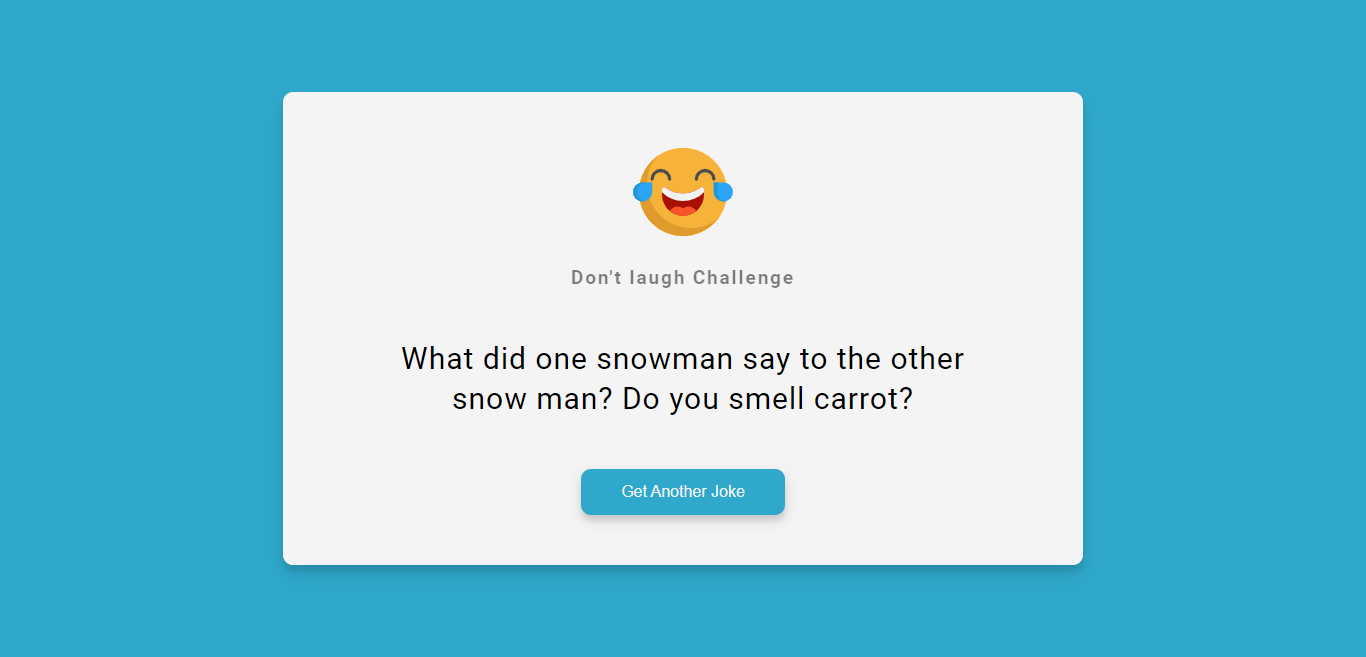 Don't laugh Challenge
What did one snowman say to the other
snow man? Do you smell carrot?
Get Another Joke